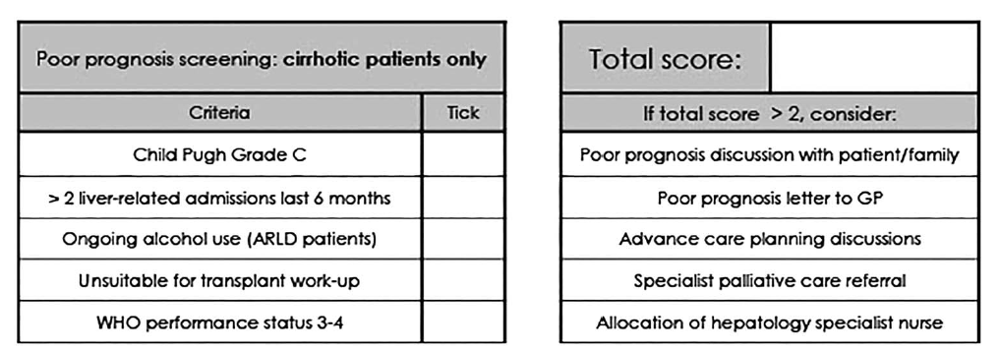 Poor prognosis screening: cirrhotic patients only
Criteria Tick
Child Pugh Grade C
> 2 liver-related admissions last 6 months
Ongoing alcohol use (ARLD patients)
Unsuitable for transplant work-up
WHO performance status 3-4
Total score:
If total score > 2, consider:
Poor prognosis discussion with patient/family
Poor prognosis letter to GP
Advance care planning discussions
Specialist palliative care referral
Allocation of hepatology specialist nurse